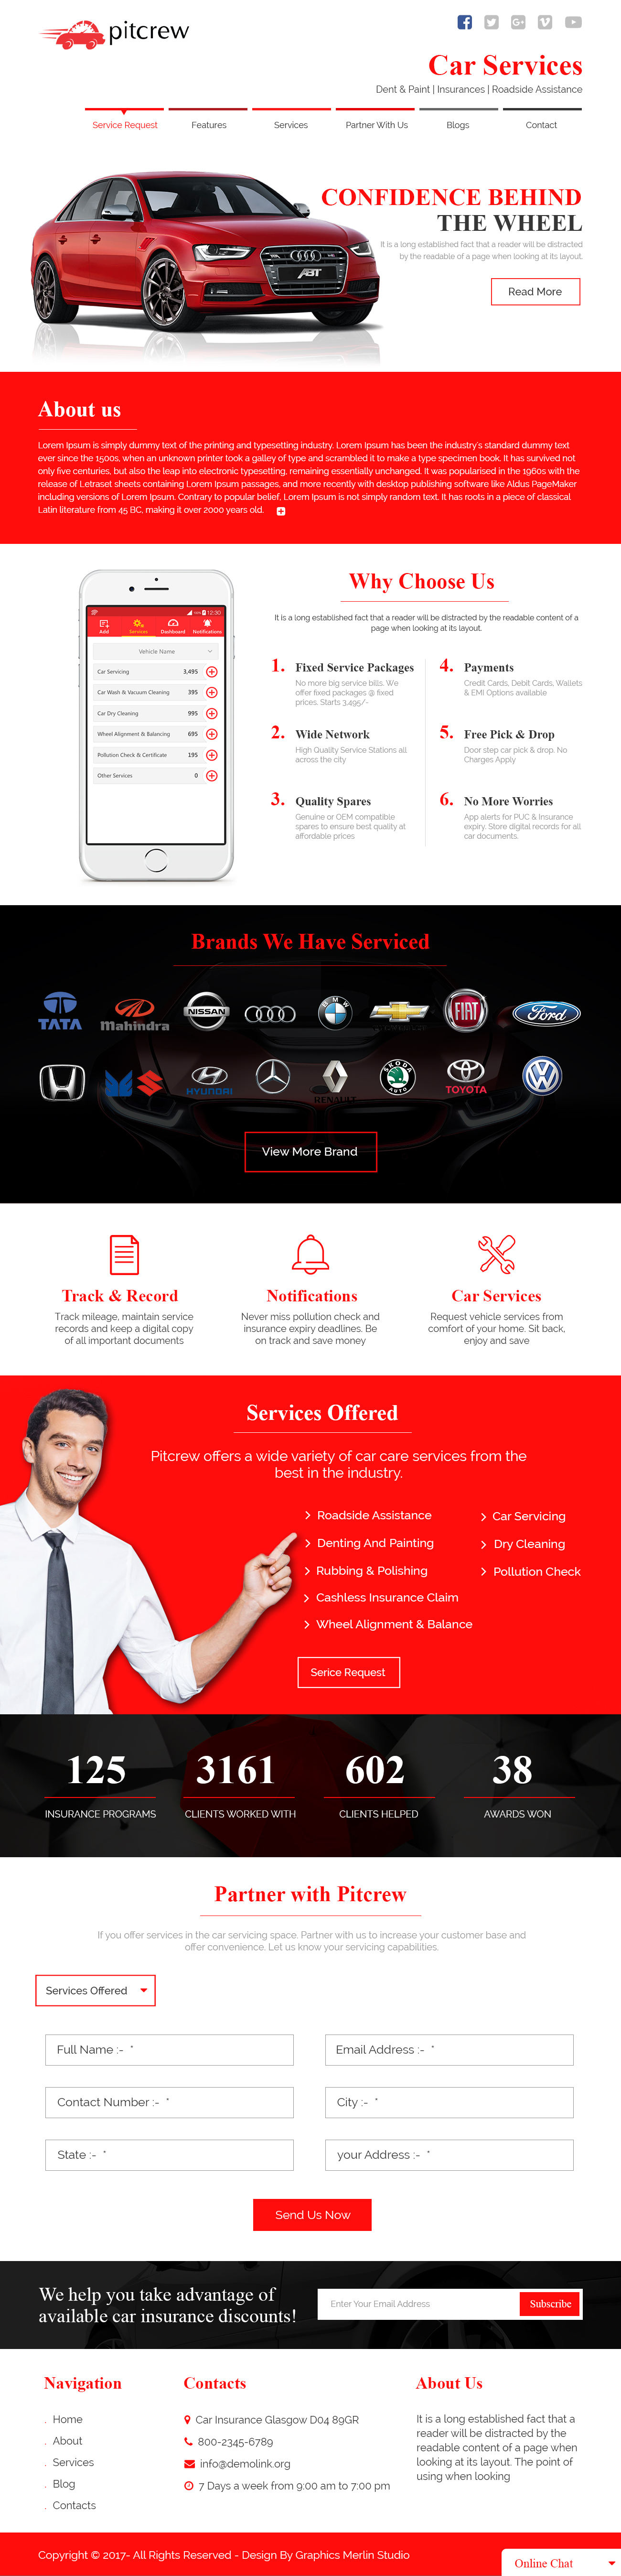 pitcrew
Car Services
Dent & Paint | Insurances | Roadside Assistance
Service Request
Features
Services
Partner With Us
Blogs
Contact
CONFIDENCE BEHIND
THE WHEEL
It is a long established fact that a reader will be distracted
by the readable of a page when looking at its layout.
Read More
ABT
About us
Lorem Ipsum is simply dummy text of the printing and typesetting industry. Lorem Ipsum has been the industry's standard dummy text
ever since the 1500s, when an unknown printer took a galley of type and scrambled it to make a type specimen book. It has survived not
only five centuries, but also the leap into electronic typesetting, remaining essentially unchanged. It was popularised in the 1960s with the
release of Letraset sheets containing Lorem Ipsum passages, and more recently with desktop publishing software like Aldus PageMaker
including versions of Lorem Ipsum. Contrary to popular belief, Lorem Ipsum is not simply random text. It has roots in a piece of classical
Latin literature from 45 BC, making it over 2000 years old.
12:30
Add
Services
Dashboard
Notifications
Vehicle Name
Car Servicing 3,495
Car Wash & Vacuum Cleaning 395
Car Dry Cleaning 995
Wheel Alignment & Balancing 695
Pollution Check & Certificate 195
Other Services 0
Why Choose Us
It is a long established fact that a reader will be distracted by the readable content of a
page when looking at its layout.
1. Fixed Service Packages
No more big service bills. We
offer fixed packages @ fixed
prices. Starts 3,495/-
2. Wide Network
High Quality Service Stations all
across the city
3. Quality Spares
Genuine or OEM compatible
spares to ensure best quality at
affordable prices
4. Payments
Credit Cards, Debit Cards, Wallets
& EMI Options available
5. Free Pick & Drop
Door step car pick & drop. No
Charges Apply
6. No More Worries
App alerts for PUC & Insurance
expiry. Store digital records for all
car documents.
Brands We Have Serviced
TATA
Mahindra
NISSAN
BMW
FIAT
Ford
HYUNDAI
RENAULT
SKODA
AUTO
TOYOTA
View More Brand
Track & Record
Track mileage, maintain service
records and keep a digital copy
of all important documents
Notifications
Never miss pollution check and
insurance expiry deadlines. Be
on track and save money
Car Services
Request vehicle services from
comfort of your home. Sit back,
enjoy and save
Services Offered
Pitcrew offers a wide variety of car care services from the
best in the industry.
Roadside Assistance
Denting And Painting
Rubbing & Polishing
Cashless Insurance Claim
Wheel Alignment & Balance
Car Servicing
Dry Cleaning
Pollution Check
Serice Request
125
INSURANCE PROGRAMS
3161
CLIENTS WORKED WITH
602
CLIENTS HELPED
38
AWARDS WON
Partner with Pitcrew
If you offer services in the car servicing space. Partner with us to increase your customer base and
offer convenience. Let us know your servicing capabilities.
Services Offered
Full Name :- *
Email Address :- *
Contact Number :- *
City :- *
State :- *
your Address :- *
Send Us Now
We help you take advantage of
available car insurance discounts!
Enter Your Email Address
Subscribe
Navigation
. Home
. About
. Services
. Blog
. Contacts
Contacts
Car Insurance Glasgow D04 89GR
800-2345-6789
info@demolink.org
7 Days a week from 9:00 am to 7:00 pm
About Us
It is a long established fact that a
reader will be distracted by the
readable content of a page when
looking at its layout. The point of
using when looking
Copyright © 2017- All Rights Reserved - Design By Graphics Merlin Studio
Online Chat